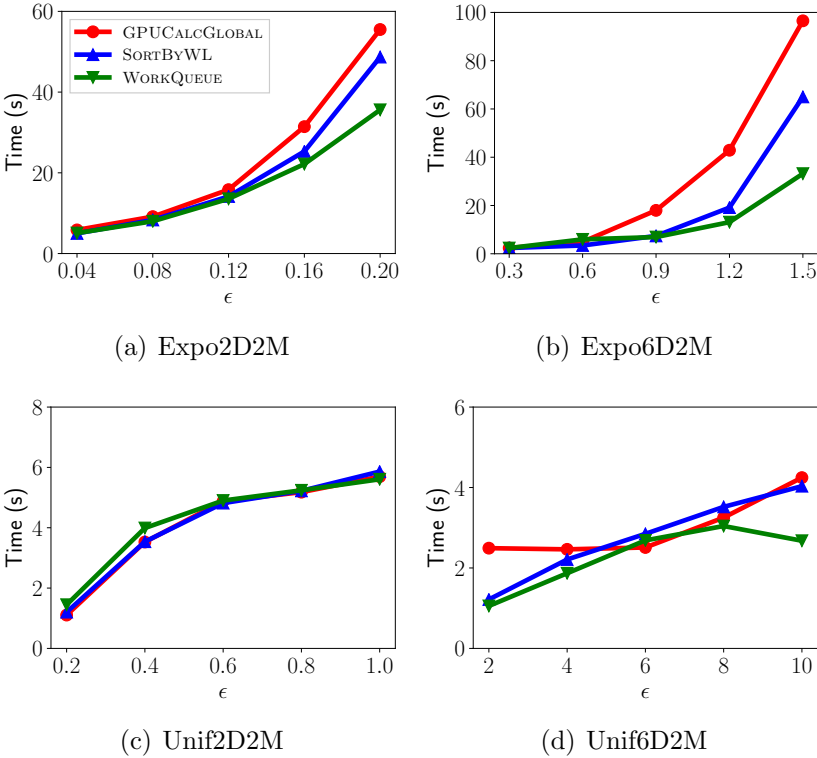 60
40
20
0
Time (s)
GPUCalcGlobal
SortByWL
WorkQueue
0.04 0.08 0.12 0.16 0.20
ϵ
(a) Expo2D2M
100
80
60
40
20
0
Time (s)
0.3 0.6 0.9 1.2 1.5
ϵ
(b) Expo6D2M
8
6
4
2
0
Time (s)
0.2 0.4 0.6 0.8 1.0
ϵ
(c) Unif2D2M
6
4
2
0
Time (s)
2 4 6 8 10
ϵ
(d) Unif6D2M